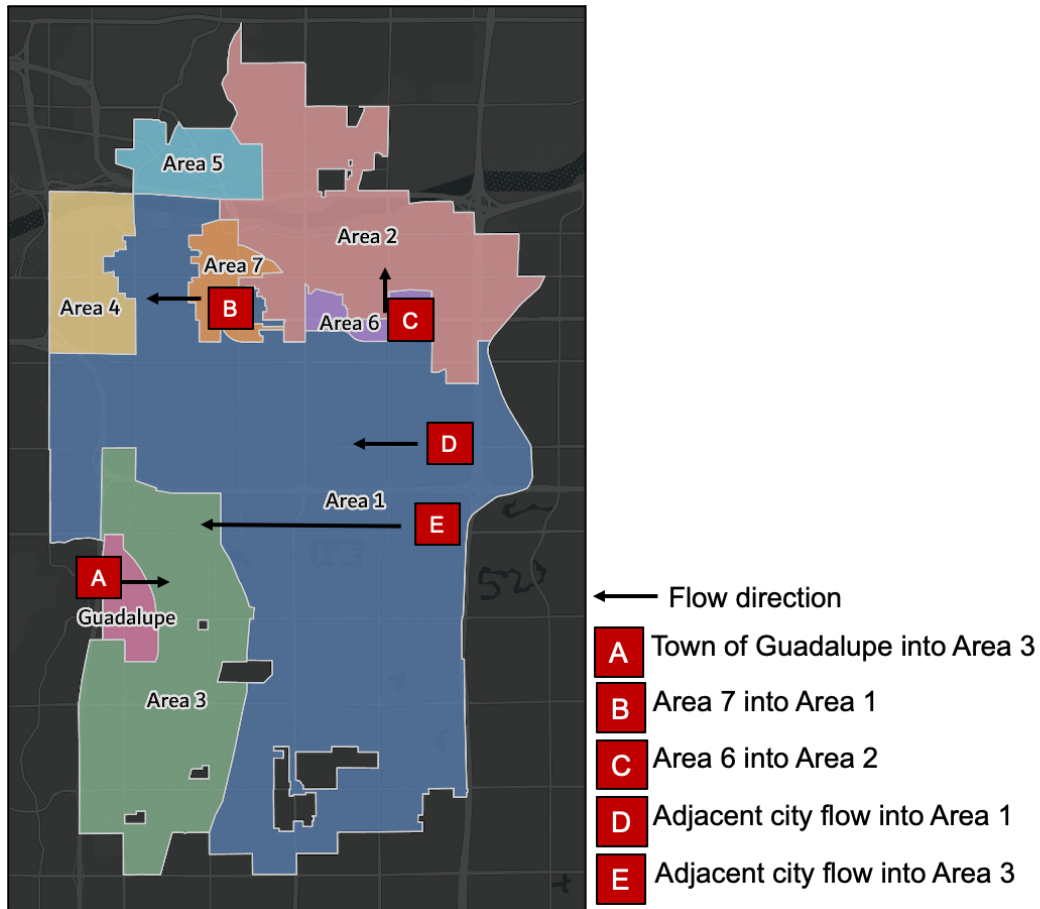 Area 5
Area 2
Area 7
B
Area 4
Area 6
C
D
Area 1
E
A
Guadalupe
Area 3
Flow direction
A Town of Guadalupe into Area 3
B Area 7 into Area 1
C Area 6 into Area 2
D Adjacent city flow into Area 1
E Adjacent city flow into Area 3